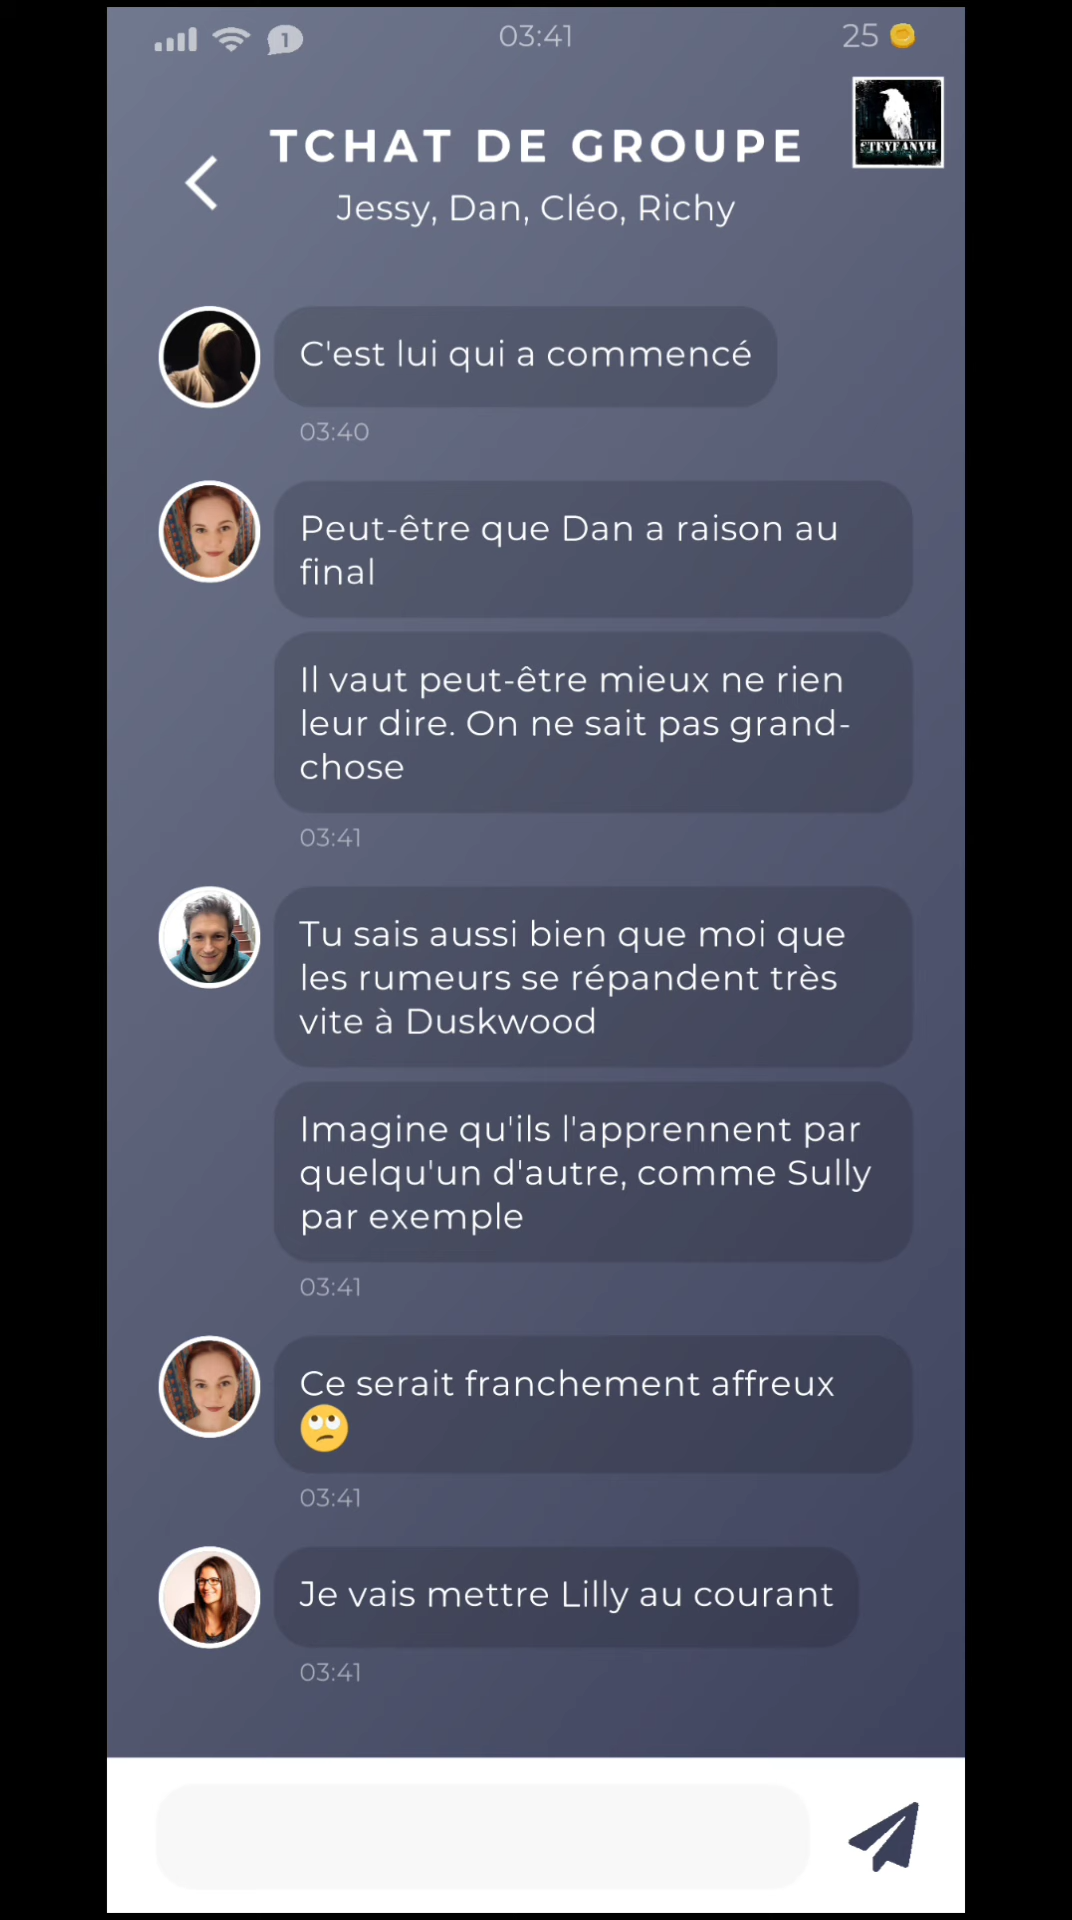 1
03:41
25
STEYFANYH
TCHAT DE GROUPE
Jessy, Dan, Cléo, Richy
C'est lui qui a commencé
03:40
Peut-être que Dan a raison au
final
Il vaut peut-être mieux ne rien
leur dire. On ne sait pas grand-
chose
03:41
Tu sais aussi bien que moi que
les rumeurs se répandent très
vite à Duskwood
Imagine qu'ils l'apprennent par
quelqu'un d'autre, comme Sully
par exemple
03:41
Ce serait franchement affreux
🙄
03:41
Je vais mettre Lilly au courant
03:41